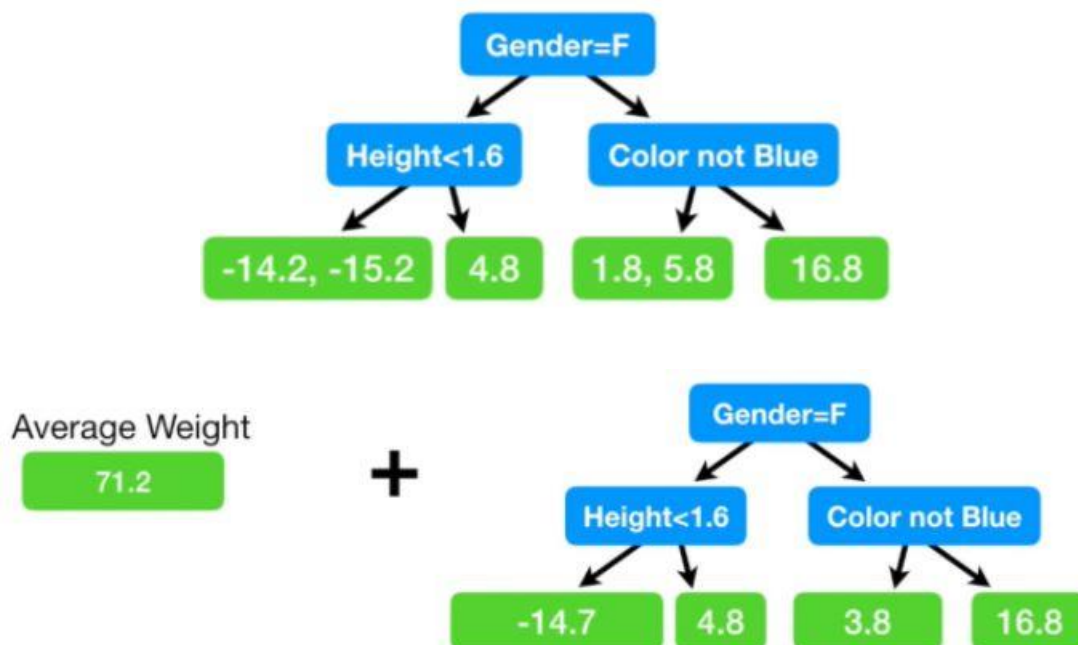 Gender=F
Height<1.6
Color not Blue
-14.2, -15.2
4.8
1.8, 5.8
16.8
Average Weight
71.2
+
Gender=F
Height<1.6
Color not Blue
-14.7
4.8
3.8
16.8